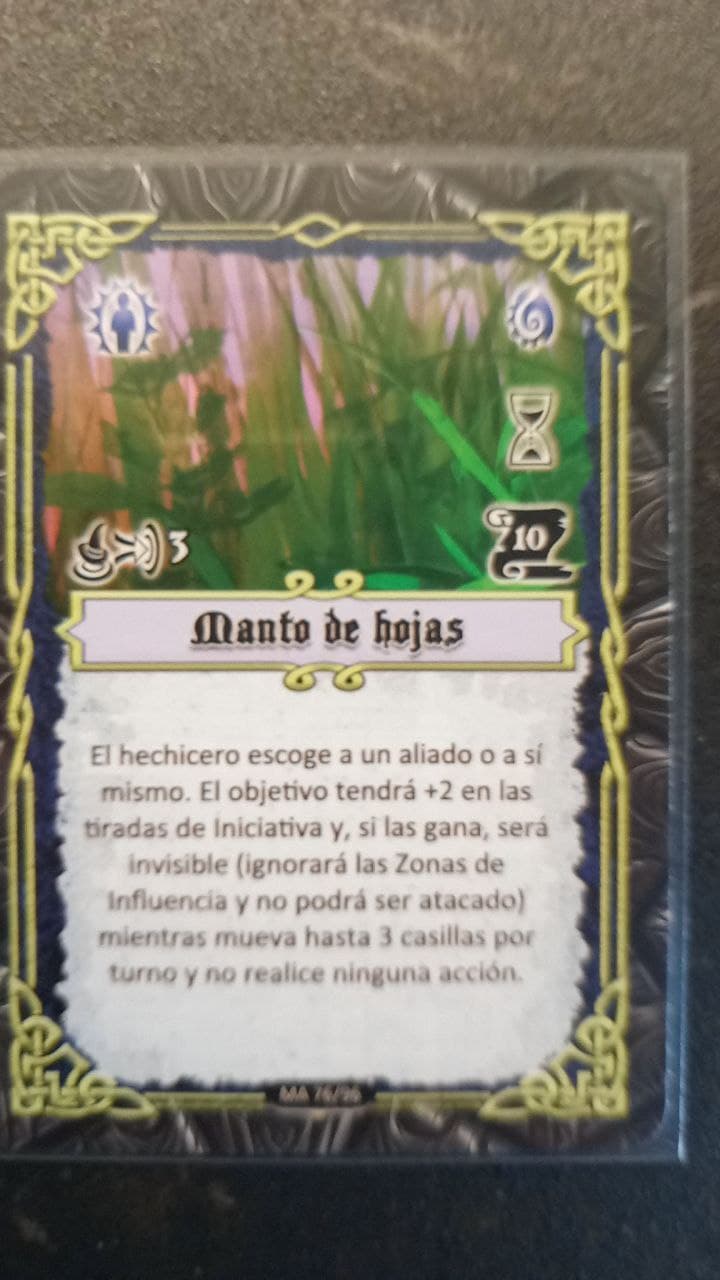 3
10
Manto de hojas
El hechicero escoge a un aliado o a sí
mismo. El objetivo tendrá +2 en las
tiradas de Iniciativa y, si las gana, será
invisible (ignorará las Zonas de
Influencia y no podrá ser atacado)
mientras mueva hasta 3 casillas por
turno y no realice ninguna acción.
MA